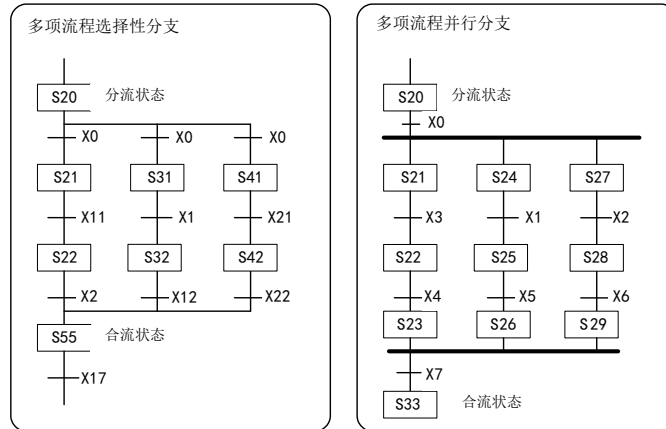 多项流程选择性分支
S20 分流状态
X0 X0 X0
S21 S31 S41
X11 X1 X21
S22 S32 S42
X2 X12 X22
S55 合流状态
X17
多项流程并行分支
S20 分流状态
X0
S21 S24 S27
X3 X1 X2
S22 S25 S28
X4 X5 X6
S23 S26 S29
X7
S33 合流状态